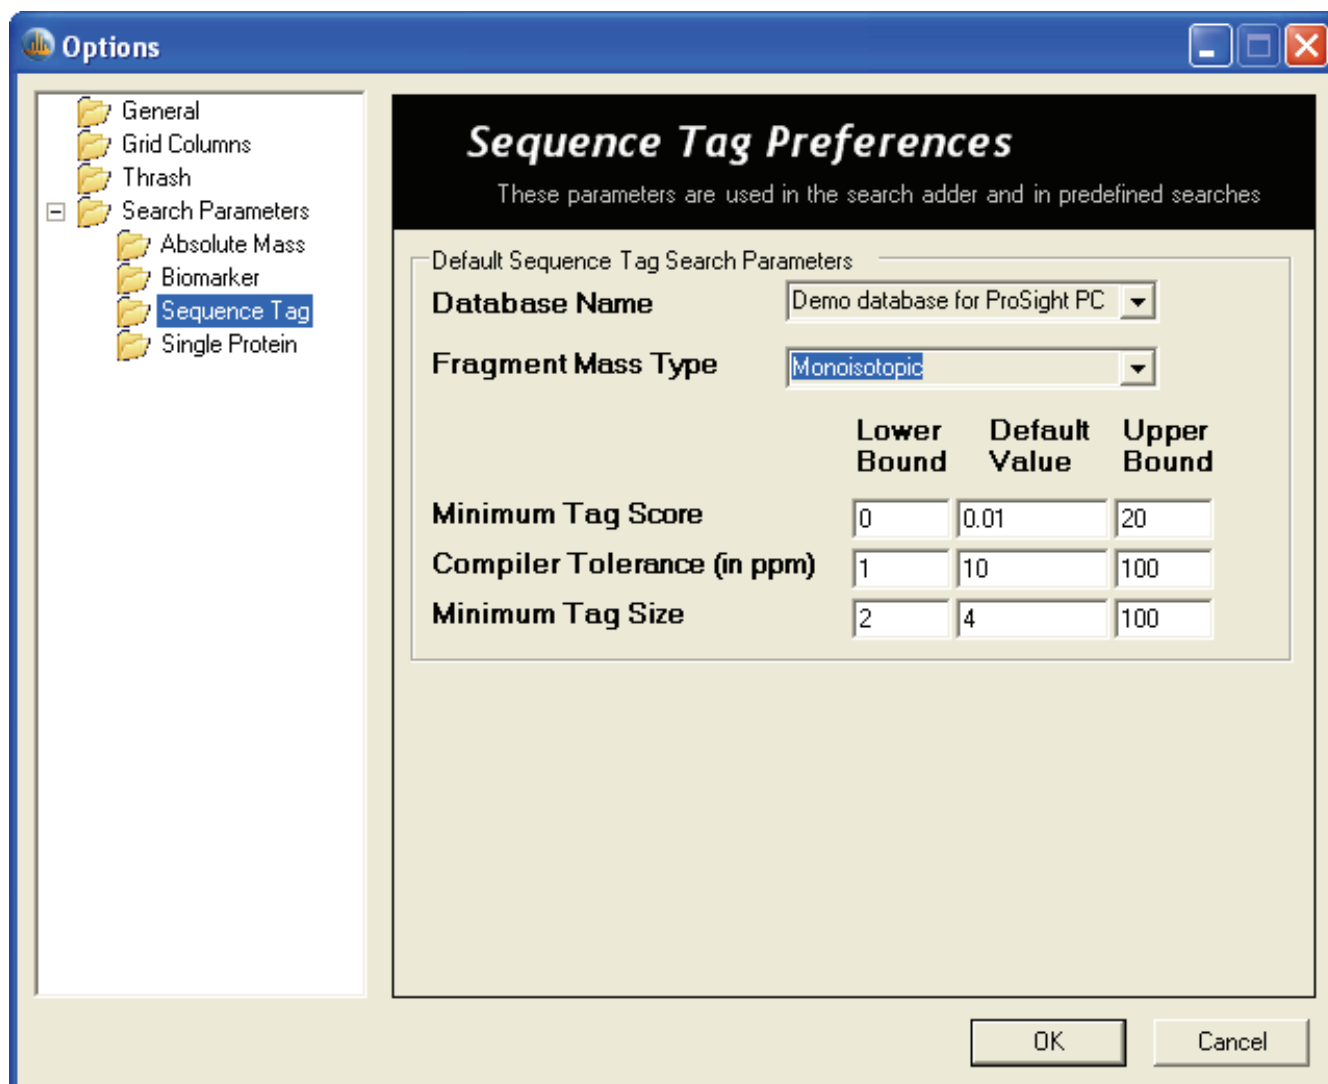 Options
General
Grid Columns
Thrash
Search Parameters
Absolute Mass
Biomarker
Sequence Tag
Single Protein
Sequence Tag Preferences
These parameters are used in the search adder and in predefined searches
Default Sequence Tag Search Parameters
Database Name Demo database for ProSight PC
Fragment Mass Type Monoisotopic
Lower Default Upper
Bound Value Bound
Minimum Tag Score 0 0.01 20
Compiler Tolerance (in ppm) 1 10 100
Minimum Tag Size 2 4 100
OK Cancel